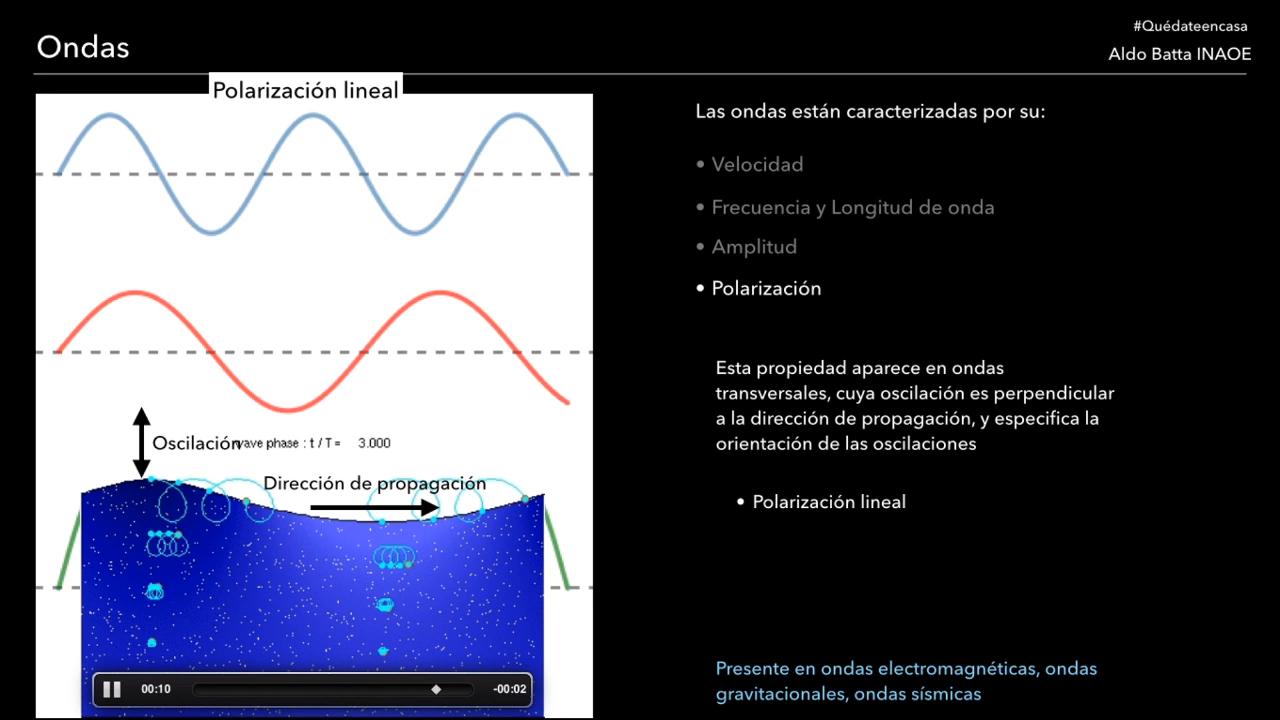 #Quédateencasa
Ondas
Aldo Batta INAOE
Polarización lineal
Las ondas están caracterizadas por su:
• Velocidad
• Frecuencia y Longitud de onda
• Amplitud
• Polarización
Esta propiedad aparece en ondas
transversales, cuya oscilación es perpendicular
a la dirección de propagación, y especifica la
orientación de las oscilaciones
• Polarización lineal
Presente en ondas electromagnéticas, ondas
gravitacionales, ondas sísmicas
Oscilación
wave phase : t / T = 3.000
Dirección de propagación
00:10
-00:02